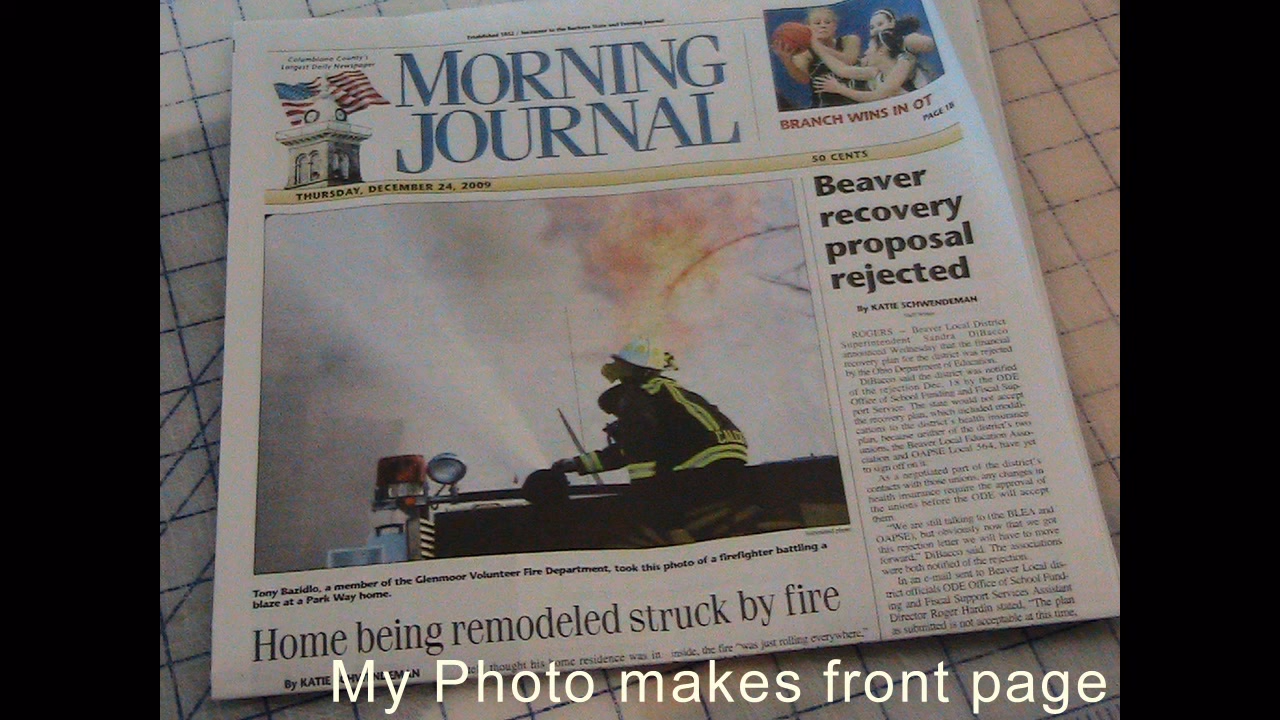 Established 1852 / Successor to the Buckeye State and Evening Journal
Columbiana County's
Largest Daily Newspaper
MORNING
JOURNAL
BRANCH WINS IN OT
PAGE 1B
50 CENTS
THURSDAY, DECEMBER 24, 2009
Beaver
recovery
proposal
rejected
By KATIE SCHWENDEMAN
Staff Writer
ROGERS — Beaver Local District
Superintendent Sandra DiBacco
announced Wednesday that the financial
recovery plan for the district was rejected
by the Ohio Department of Education.
DiBacco said the district was notified
of the rejection Dec. 18 by the ODE
Office of School Funding and Fiscal Sup-
port Service. The state would not accept
the recovery plan, which included modifi-
cations to the district's health insurance
plan, because neither of the district's two
unions, the Beaver Local Education Asso-
ciation and OAPSE Local 564, have yet
to sign off on it.
As a negotiated part of the district's
contacts with those unions, any changes in
health insurance require the approval of
the unions before the ODE will accept
them.
"We are still talking to (the BLEA and
OAPSE), but obviously now that we got
this rejection letter we will have to move
forward," DiBacco said. The associations
were both notified of the rejection.
In an e-mail sent to Beaver Local dis-
trict officials ODE Office of School Fund-
ing and Fiscal Support Services Assistant
Director Roger Hardin stated, "The plan
as submitted is not acceptable at this time,
Tony Bazidlo, a member of the Glenmoor Volunteer Fire Department, took this photo of a firefighter battling a
blaze at a Park Way home.
Home being remodeled struck by fire
By KATIE SCHWENDEMAN
thought his home residence was in
inside, the fire "was just rolling everywhere,"
My Photo makes front page